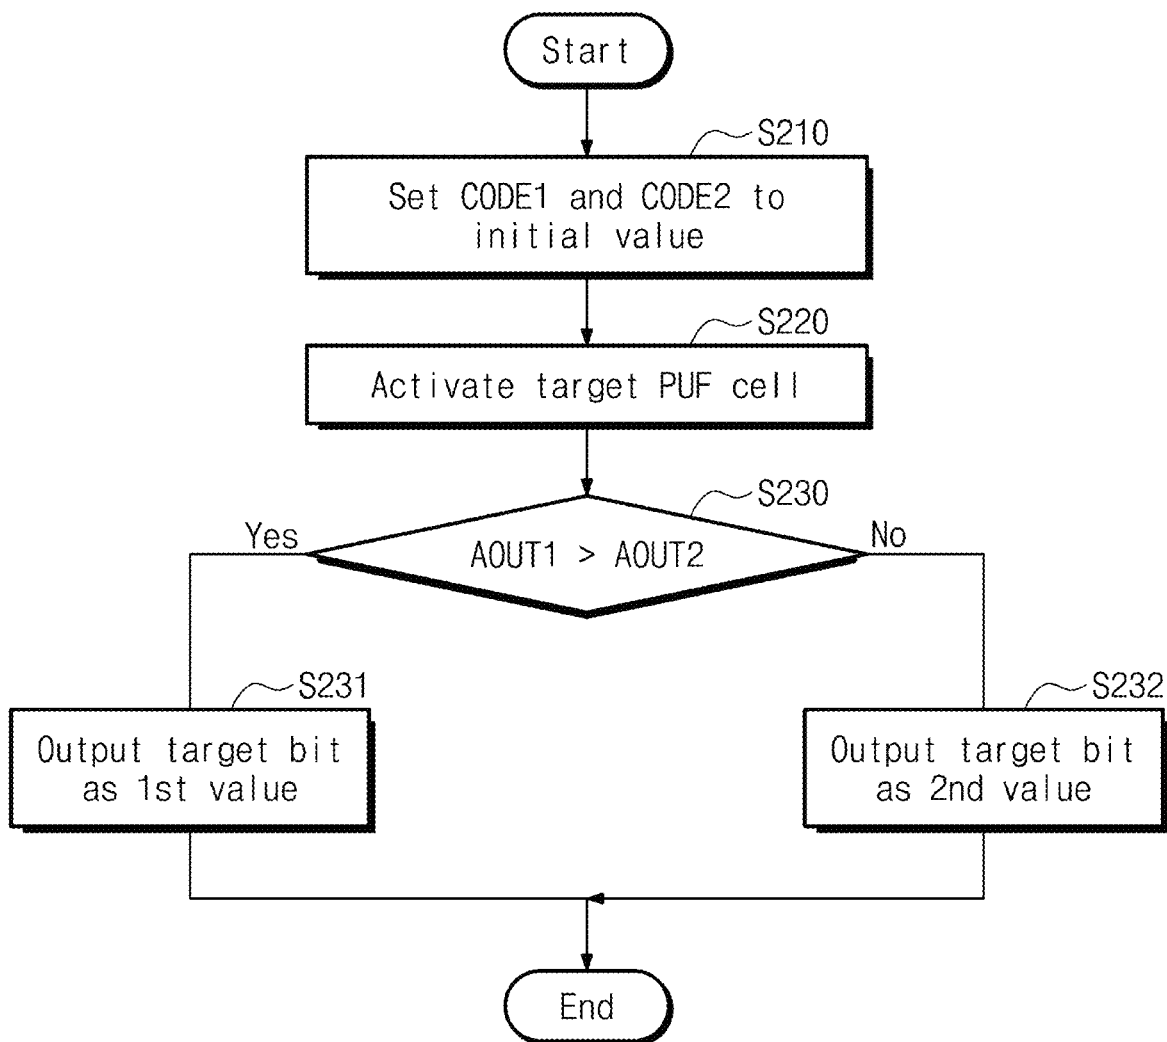 Start
S210
Set CODE1 and CODE2 to
initial value
S220
Activate target PUF cell
S230
Yes
AOUT1 > AOUT2
No
S231
Output target bit
as 1st value
S232
Output target bit
as 2nd value
End